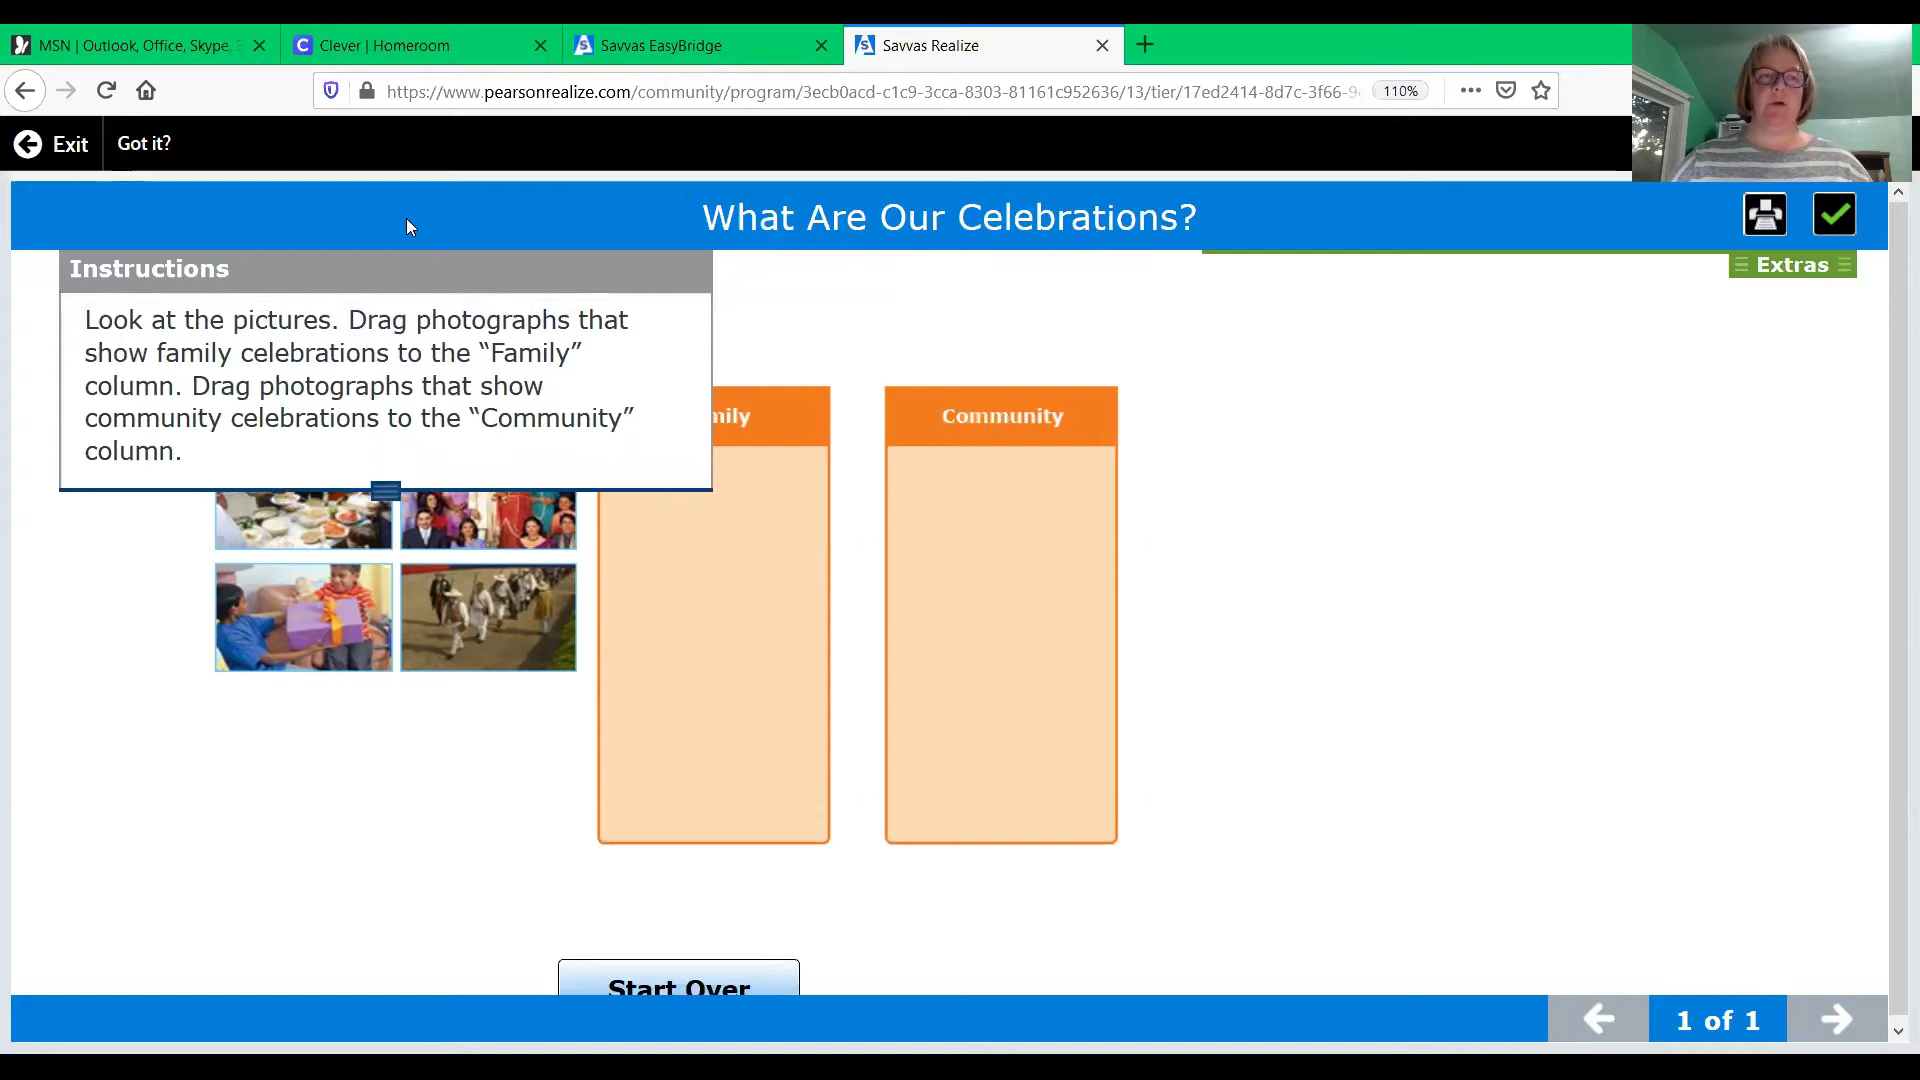 MSN | Outlook, Office, Skype,
Clever | Homeroom
Savvas EasyBridge
Savvas Realize
https://www.pearsonrealize.com/community/program/3ecb0acd-c1c9-3cca-8303-81161c952636/13/tier/17ed2414-8d7c-3f66-9
110%
Exit
Got it?
What Are Our Celebrations?
Extras
Instructions
Look at the pictures. Drag photographs that
show family celebrations to the “Family”
column. Drag photographs that show
community celebrations to the “Community”
column.
mily
Community
Start Over
1 of 1